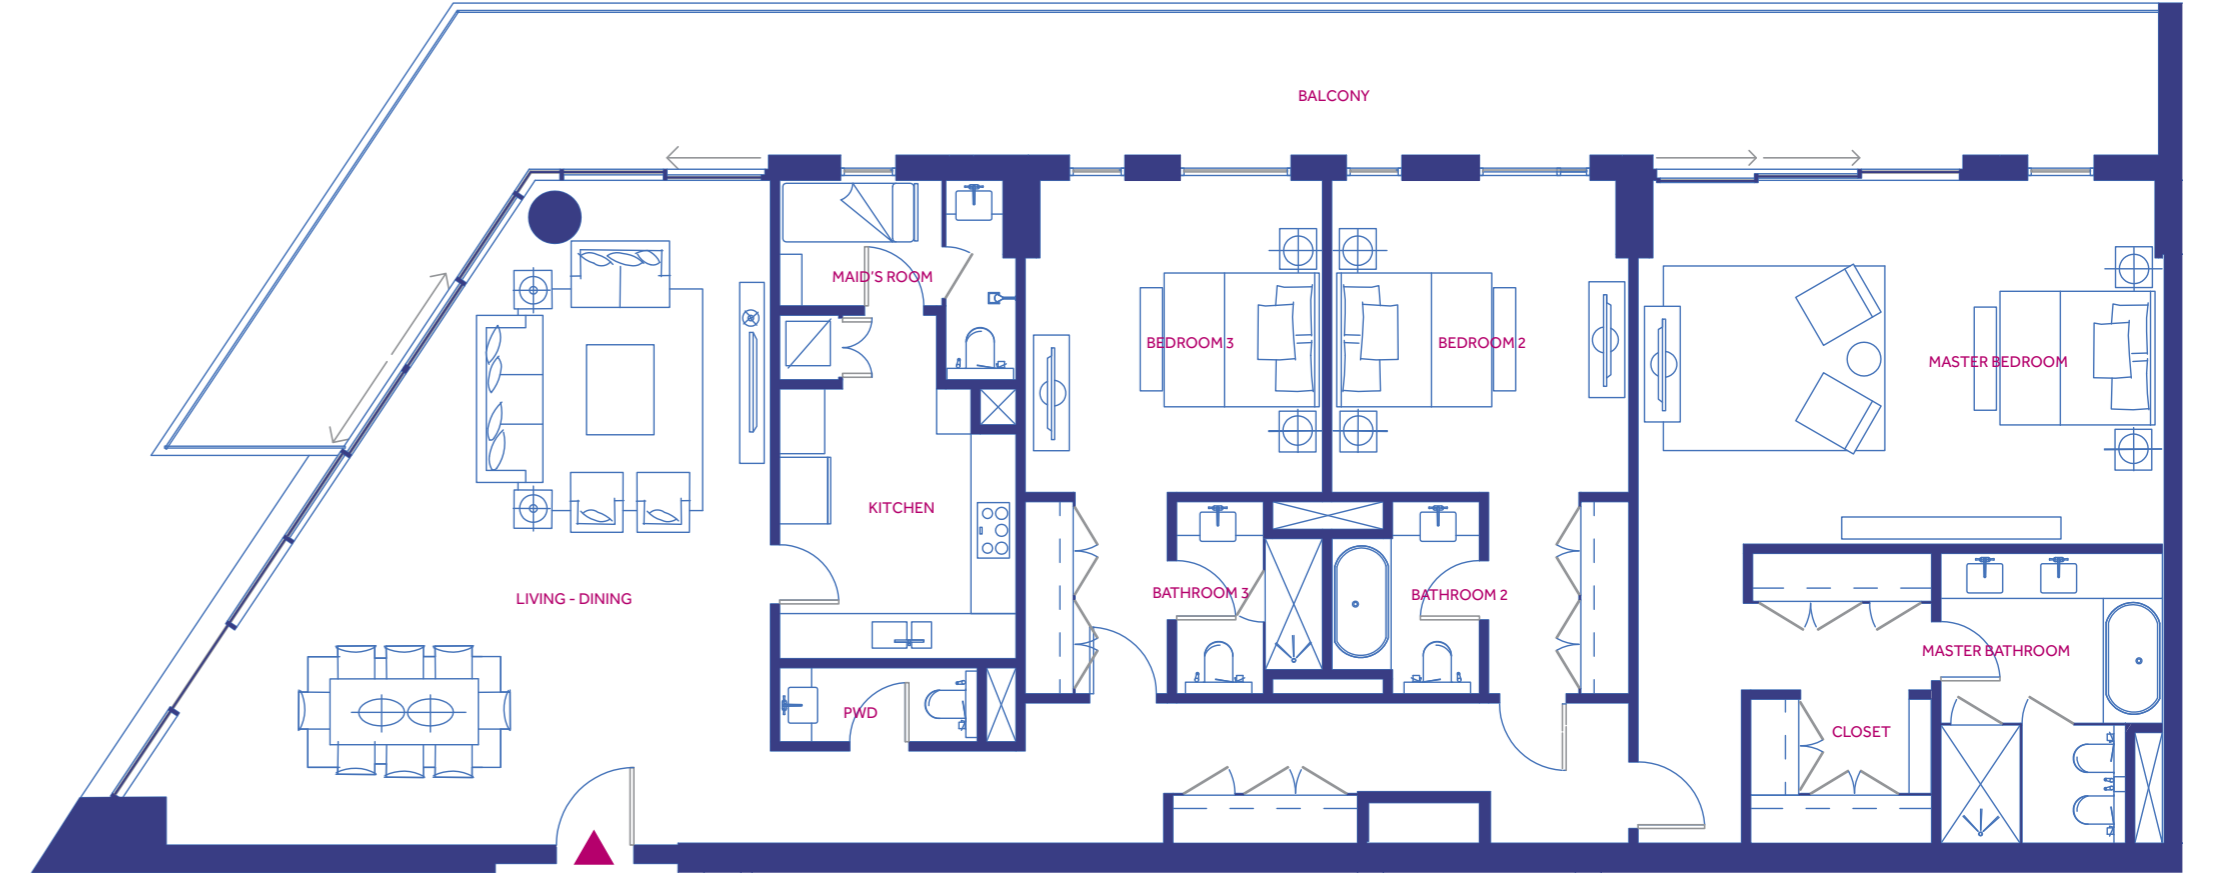 BALCONY
MAID'S ROOM
BEDROOM 3
BEDROOM 2
MASTER BEDROOM
KITCHEN
LIVING - DINING
BATHROOM 3
BATHROOM 2
MASTER BATHROOM
PWD
CLOSET